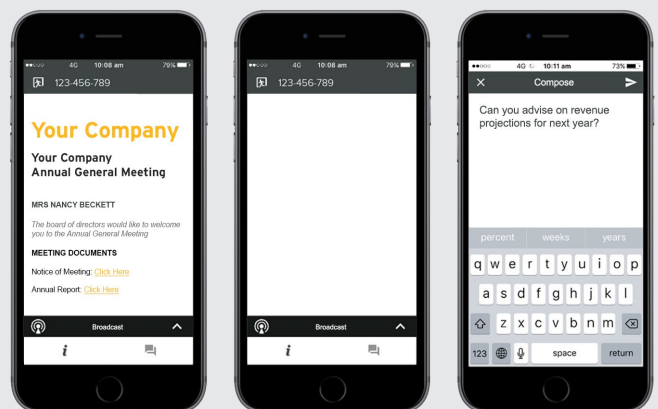 4G 10:08 am 79%
123-456-789
Your Company
Your Company
Annual General Meeting
MRS NANCY BECKETT
The board of directors would like to welcome
you to the Annual General Meeting
MEETING DOCUMENTS
Notice of Meeting: Click Here
Annual Report: Click Here
Broadcast
i
4G 10:08 am 79%
123-456-789
Broadcast
i
4G 10:11 am 73%
Compose
Can you advise on revenue
projections for next year?
percent weeks years
q w e r t y u i o p
a s d f g h j k l
z x c v b n m
123 space return